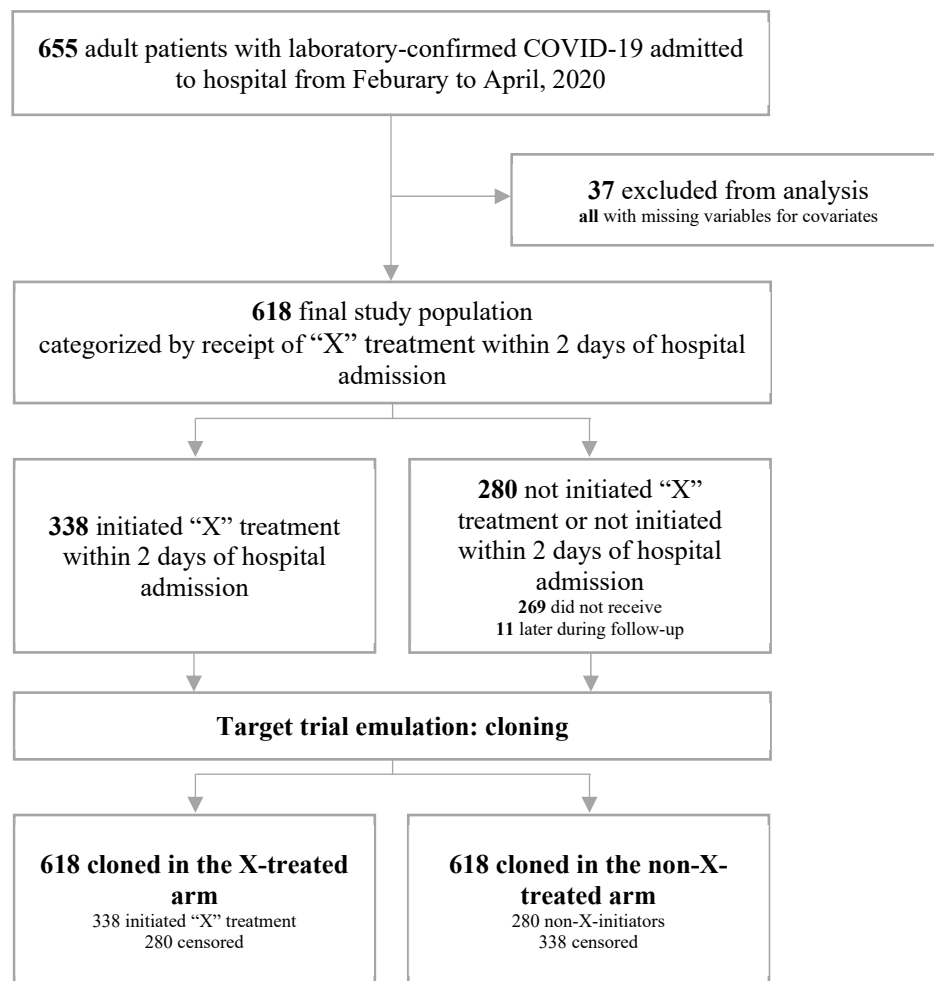 655 adult patients with laboratory-confirmed COVID-19 admitted
to hospital from Feburary to April, 2020
37 excluded from analysis
all with missing variables for covariates
618 final study population
categorized by receipt of “X” treatment within 2 days of hospital
admission
338 initiated “X” treatment
within 2 days of hospital
admission
280 not initiated “X”
treatment or not initiated
within 2 days of hospital
admission
269 did not receive
11 later during follow-up
Target trial emulation: cloning
618 cloned in the X-treated
arm
338 initiated “X” treatment
280 censored
618 cloned in the non-X-
treated arm
280 non-X-initiators
338 censored